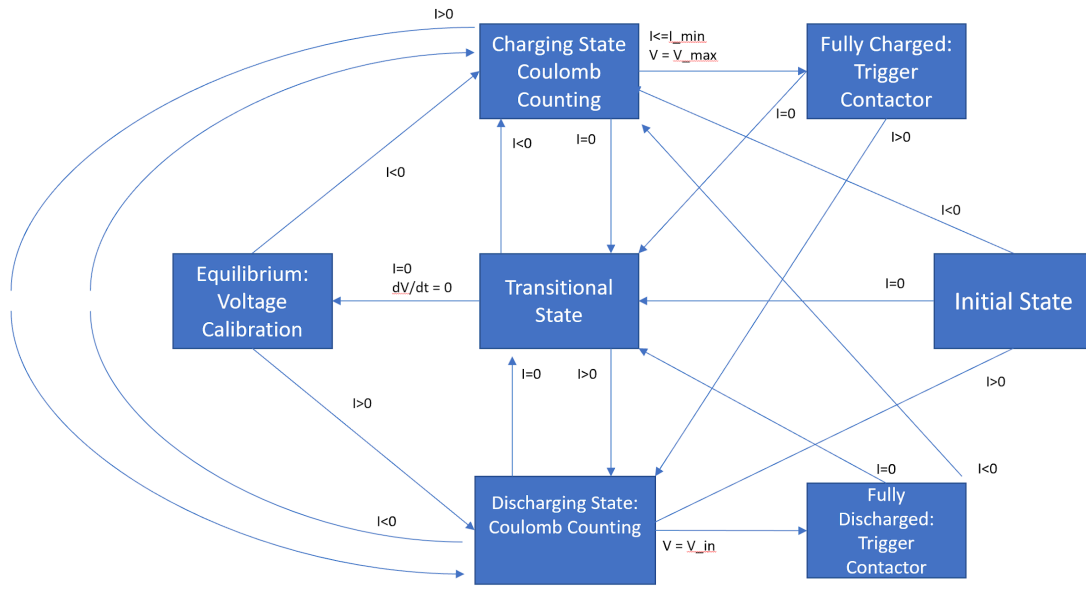 I>0
Charging State
Coulomb
Counting
I<=I_min
V = V_max
Fully Charged:
Trigger
Contactor
I=0
I<0
I=0
I>0
I<0
I<0
Equilibrium:
Voltage
Calibration
I=0
dV/dt = 0
Transitional
State
I=0
Initial State
I>0
I=0
I>0
I>0
Discharging State:
Coulomb Counting
I<0
V = V_in
I=0
I<0
Fully
Discharged:
Trigger
Contactor